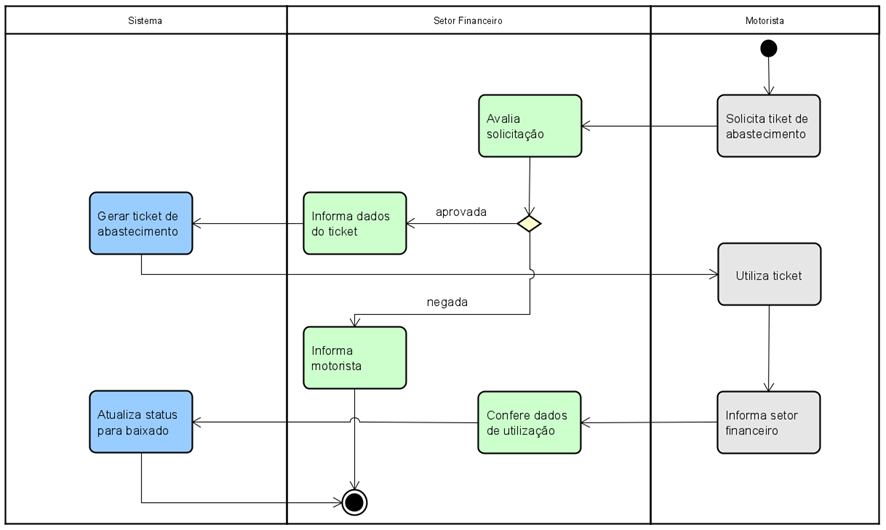 Sistema
Setor Financeiro
Motorista
Avalia
solicitação
Solicita tiket de
abastecimento
Gerar ticket de
abastecimento
Informa dados
do ticket
aprovada
Utiliza ticket
negada
Informa
motorista
Atualiza status
para baixado
Confere dados
de utilização
Informa setor
financeiro